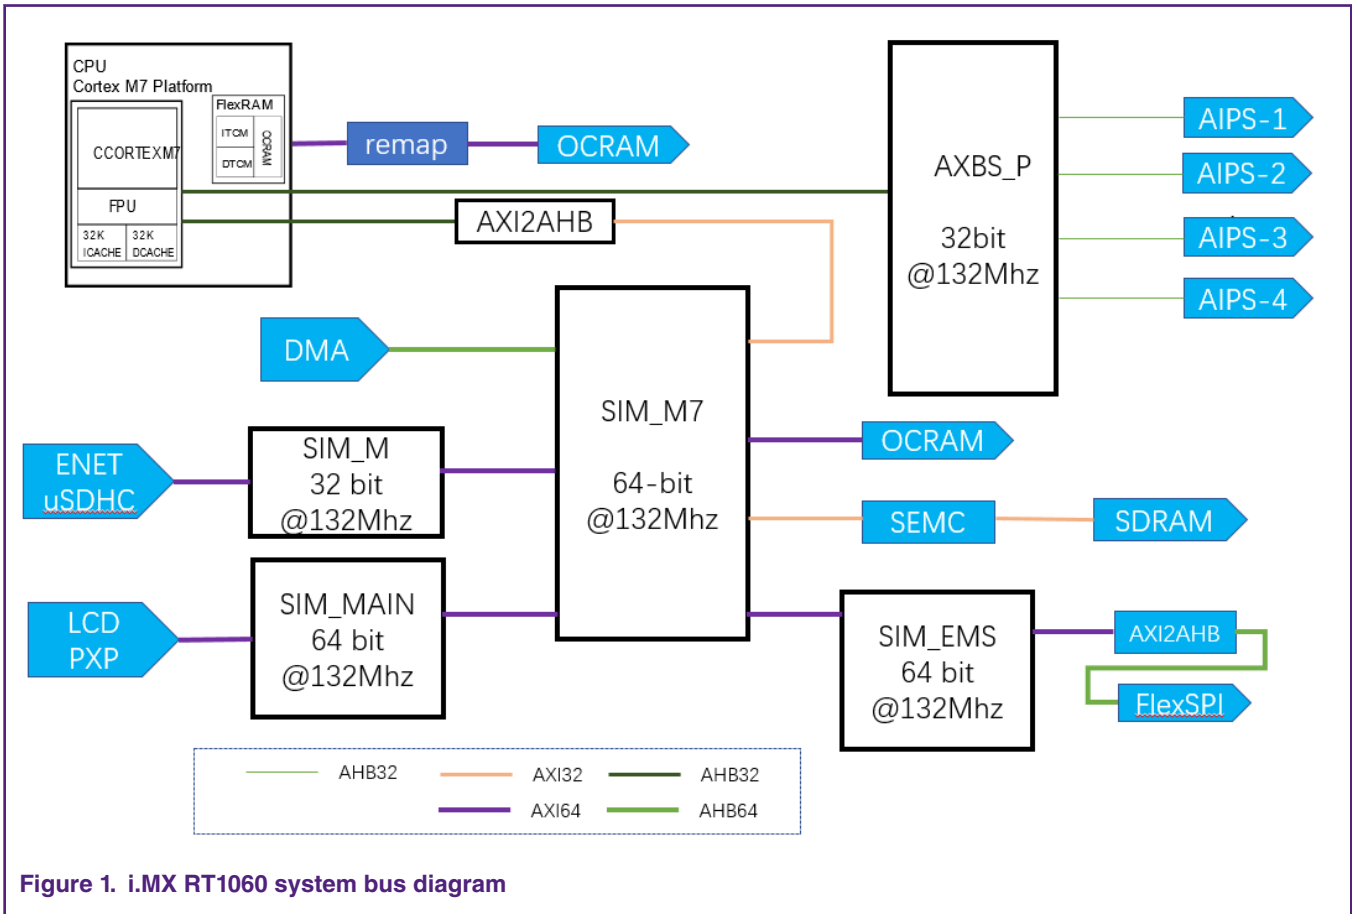 CPU
Cortex M7 Platform
FlexRAM
ITCM
DTCM
OCRAM
CCORTEXM7
FPU
32K
ICACHE
32K
DCACHE
remap
OCRAM
AXI2AHB
AXBS_P
32bit
@132Mhz
AIPS-1
AIPS-2
AIPS-3
AIPS-4
DMA
SIM_M7
64-bit
@132Mhz
ENET
uSDHC
SIM_M
32 bit
@132Mhz
OCRAM
SEMC
SDRAM
LCD
PXP
SIM_MAIN
64 bit
@132Mhz
SIM_EMS
64 bit
@132Mhz
AXI2AHB
FlexSPI
AHB32
AXI32
AHB32
AXI64
AHB64
Figure 1. i.MX RT1060 system bus diagram